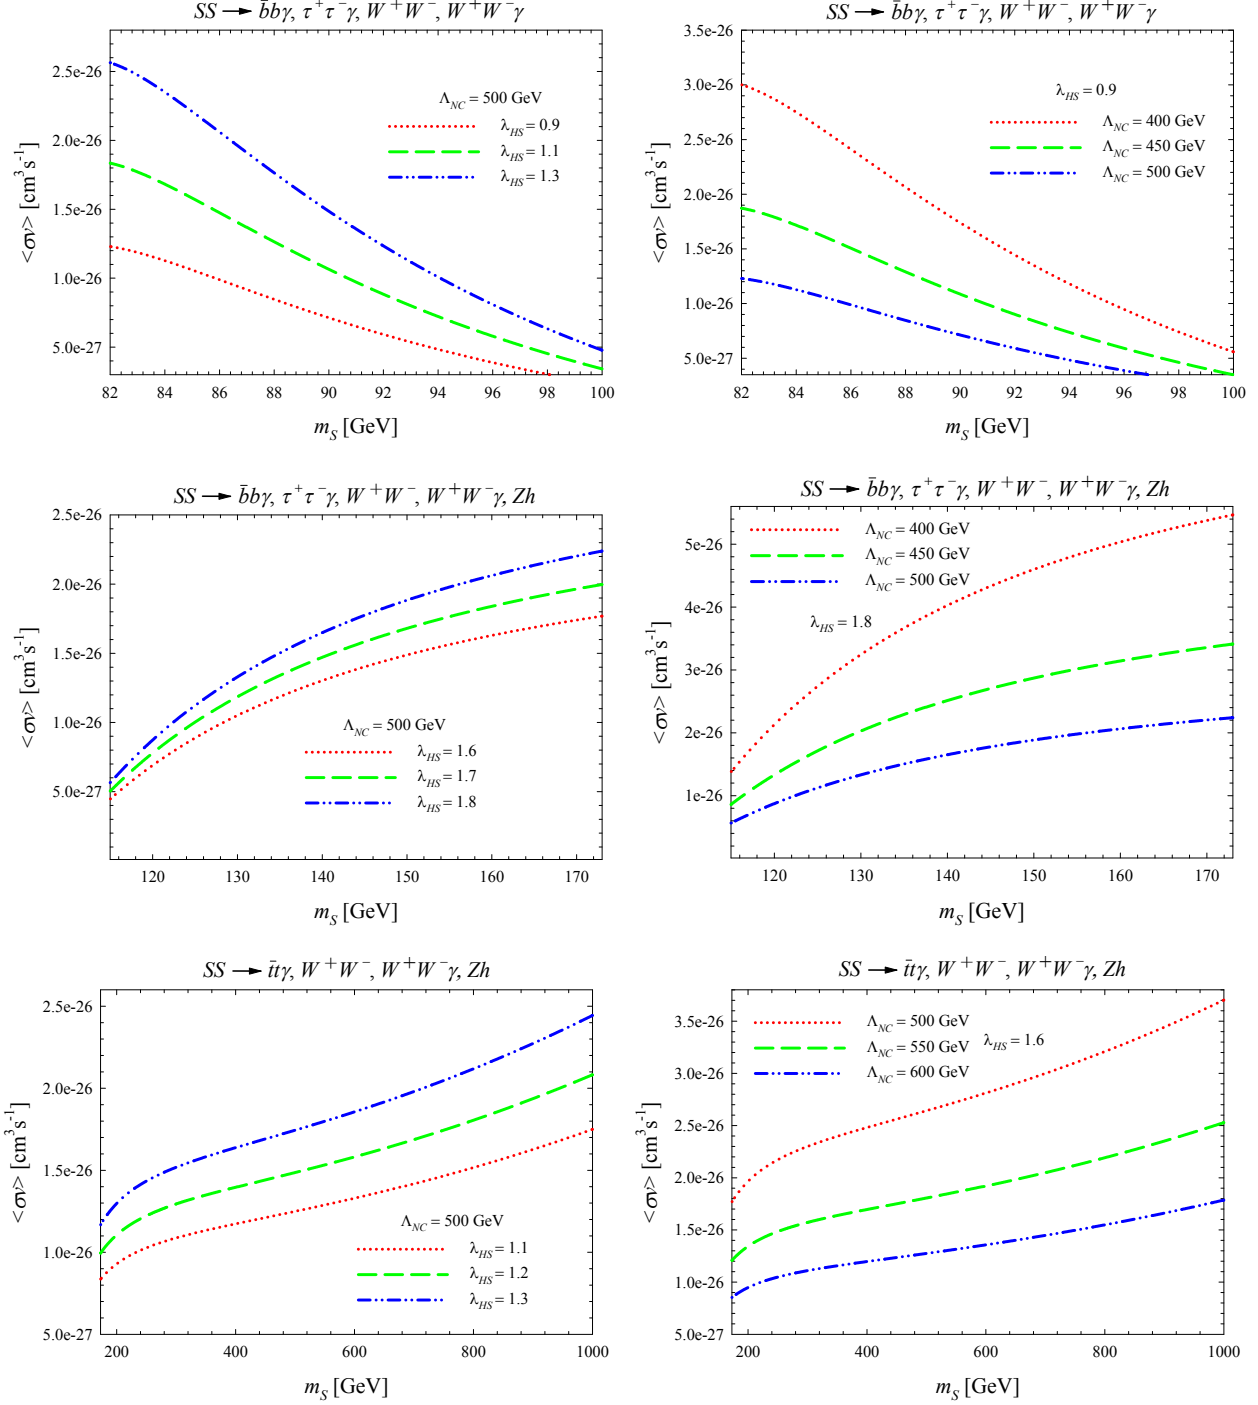 SS → b̄bγ, τ⁺τ⁻γ, W⁺W⁻, W⁺W⁻γ
2.5e-26
2.0e-26
1.5e-26
1.0e-26
5.0e-27
<σv> [cm³s⁻¹]
Λ_NC = 500 GeV
λ_HS = 0.9
λ_HS = 1.1
λ_HS = 1.3
82 84 86 88 90 92 94 96 98 100
m_S [GeV]
SS → b̄bγ, τ⁺τ⁻γ, W⁺W⁻, W⁺W⁻γ
3.5e-26
3.0e-26
2.5e-26
2.0e-26
1.5e-26
1.0e-26
5.0e-27
<σv> [cm³s⁻¹]
λ_HS = 0.9
Λ_NC = 400 GeV
Λ_NC = 450 GeV
Λ_NC = 500 GeV
82 84 86 88 90 92 94 96 98 100
m_S [GeV]
SS → b̄bγ, τ⁺τ⁻γ, W⁺W⁻, W⁺W⁻γ, Zh
2.5e-26
2.0e-26
1.5e-26
1.0e-26
5.0e-27
<σv> [cm³s⁻¹]
Λ_NC = 500 GeV
λ_HS = 1.6
λ_HS = 1.7
λ_HS = 1.8
120 130 140 150 160 170
m_S [GeV]
SS → b̄bγ, τ⁺τ⁻γ, W⁺W⁻, W⁺W⁻γ, Zh
5e-26
4e-26
3e-26
2e-26
1e-26
<σv> [cm³s⁻¹]
Λ_NC = 400 GeV
Λ_NC = 450 GeV
Λ_NC = 500 GeV
λ_HS = 1.8
120 130 140 150 160 170
m_S [GeV]
SS → t̄tγ, W⁺W⁻, W⁺W⁻γ, Zh
2.5e-26
2.0e-26
1.5e-26
1.0e-26
5.0e-27
<σv> [cm³s⁻¹]
Λ_NC = 500 GeV
λ_HS = 1.1
λ_HS = 1.2
λ_HS = 1.3
200 400 600 800 1000
m_S [GeV]
SS → t̄tγ, W⁺W⁻, W⁺W⁻γ, Zh
3.5e-26
3.0e-26
2.5e-26
2.0e-26
1.5e-26
1.0e-26
5.0e-27
<σv> [cm³s⁻¹]
Λ_NC = 500 GeV
Λ_NC = 550 GeV λ_HS = 1.6
Λ_NC = 600 GeV
200 400 600 800 1000
m_S [GeV]